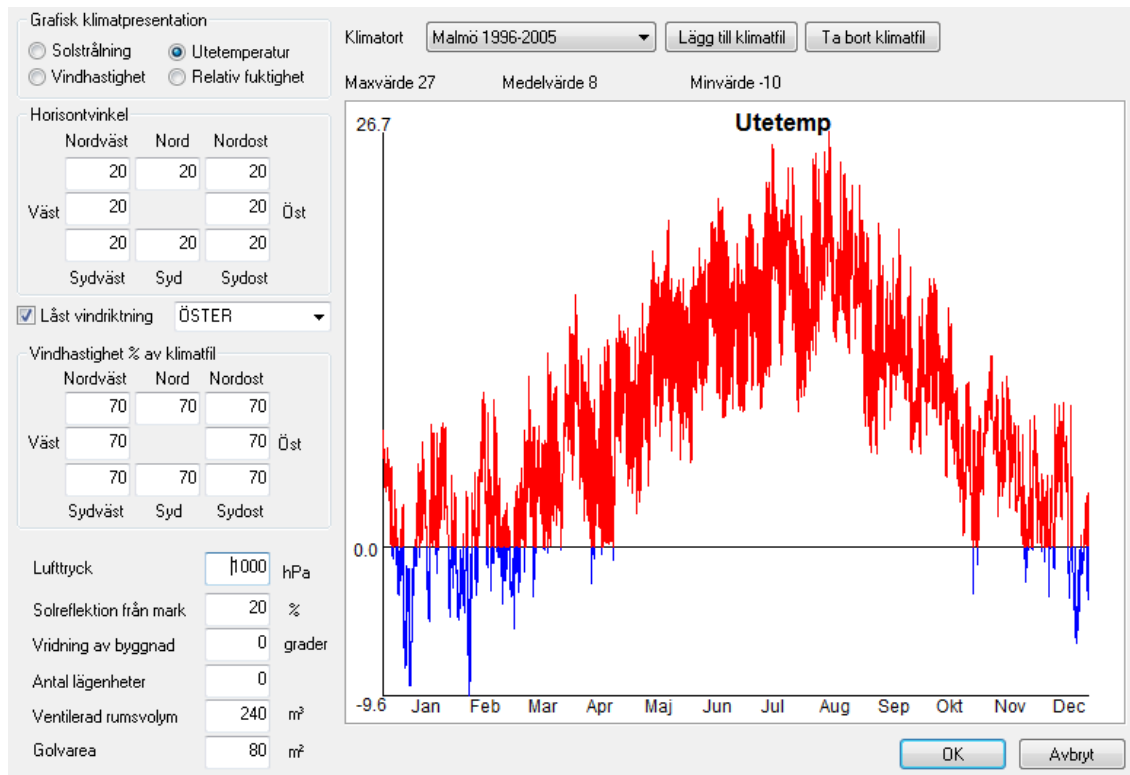 Grafisk klimatpresentation
Solstrålning Utetemperatur
Vindhastighet Relativ fuktighet
Horisontvinkel
Nordväst Nord Nordost
20 20 20
Väst 20 20 Öst
20 20 20
Sydväst Syd Sydost
Låst vindriktning ÖSTER
Vindhastighet % av klimatfil
Nordväst Nord Nordost
70 70 70
Väst 70 70 Öst
70 70 70
Sydväst Syd Sydost
Lufttryck 1000 hPa
Solreflektion från mark 20 %
Vridning av byggnad 0 grader
Antal lägenheter 0
Ventilerad rumsvolym 240 m³
Golvarea 80 m²
Klimatort Malmö 1996-2005 Lägg till klimatfil Ta bort klimatfil
Maxvärde 27 Medelvärde 8 Minvärde -10
Utetemp
26.7
0.0
-9.6 Jan Feb Mar Apr Maj Jun Jul Aug Sep Okt Nov Dec
OK Avbryt